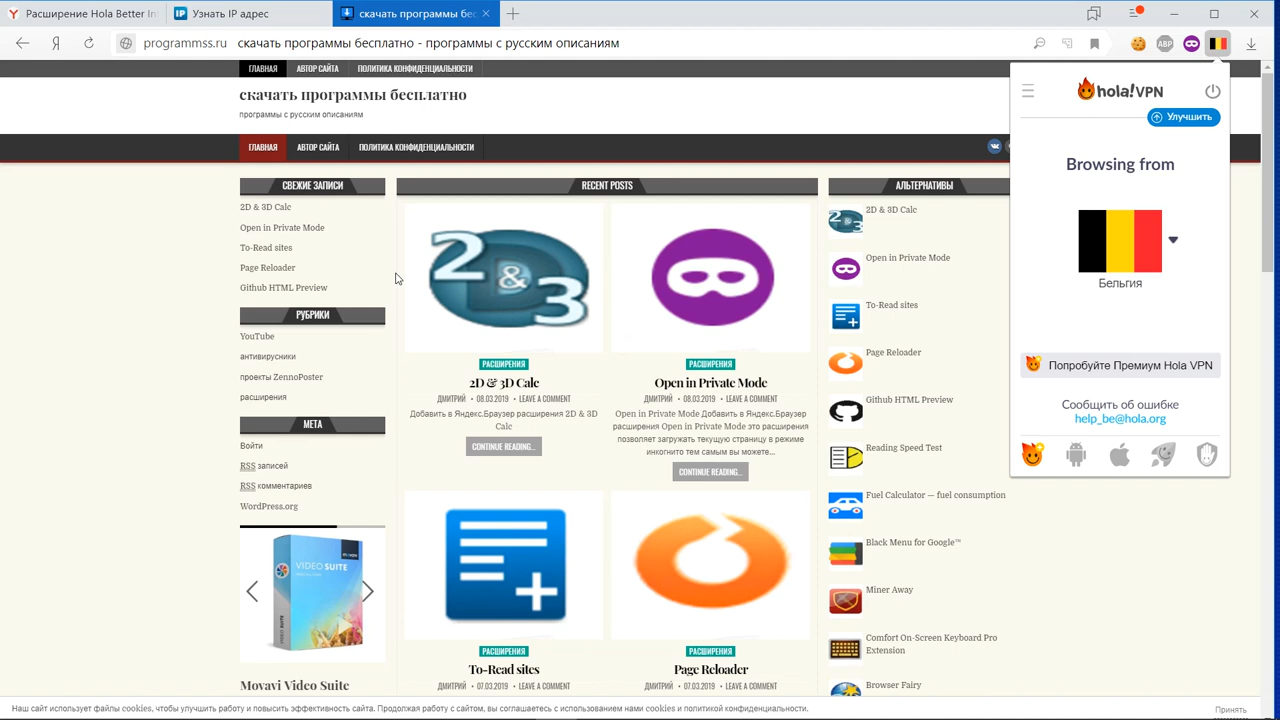 Расширение Hola Better In
Узнать IP адрес
скачать программы бес
programmss.ru скачать программы бесплатно - программы с русским описаниям
ABP
ГЛАВНАЯ АВТОР САЙТА ПОЛИТИКА КОНФИДЕНЦИАЛЬНОСТИ
скачать программы бесплатно
программы с русским описаниям
ГЛАВНАЯ АВТОР САЙТА ПОЛИТИКА КОНФИДЕНЦИАЛЬНОСТИ
СВЕЖИЕ ЗАПИСИ
2D & 3D Calc
Open in Private Mode
To-Read sites
Page Reloader
Github HTML Preview
РУБРИКИ
YouTube
антивирусники
проекты ZennoPoster
расширения
МЕТА
Войти
RSS записей
RSS комментариев
WordPress.org
VIDEO SUITE
Movavi Video Suite
RECENT POSTS
2 & 3
РАСШИРЕНИЯ
2D & 3D Calc
ДМИТРИЙ • 08.03.2019 • LEAVE A COMMENT
Добавить в Яндекс.Браузер расширения 2D & 3D
Calc
CONTINUE READING...
РАСШИРЕНИЯ
Open in Private Mode
ДМИТРИЙ • 08.03.2019 • LEAVE A COMMENT
Open in Private Mode Добавить в Яндекс.Браузер
расширения Open in Private Mode это расширения
позволяет загружать текущую страницу в режиме
инкогнито тем самым вы можете...
CONTINUE READING...
РАСШИРЕНИЯ
To-Read sites
ДМИТРИЙ • 07.03.2019 • LEAVE A COMMENT
РАСШИРЕНИЯ
Page Reloader
ДМИТРИЙ • 07.03.2019 • LEAVE A COMMENT
АЛЬТЕРНАТИВЫ
2D & 3D Calc
Open in Private Mode
To-Read sites
Page Reloader
Github HTML Preview
Reading Speed Test
Fuel Calculator — fuel consumption
Black Menu for Google™
Miner Away
Comfort On-Screen Keyboard Pro
Extension
Browser Fairy
hola!VPN
Улучшить
Browsing from
Бельгия
Попробуйте Премиум Hola VPN
Сообщить об ошибке
help_be@hola.org
Наш сайт использует файлы cookies, чтобы улучшить работу и повысить эффективность сайта. Продолжая работу с сайтом, вы соглашаетесь с использованием нами cookies и политикой конфиденциальности.
Принять